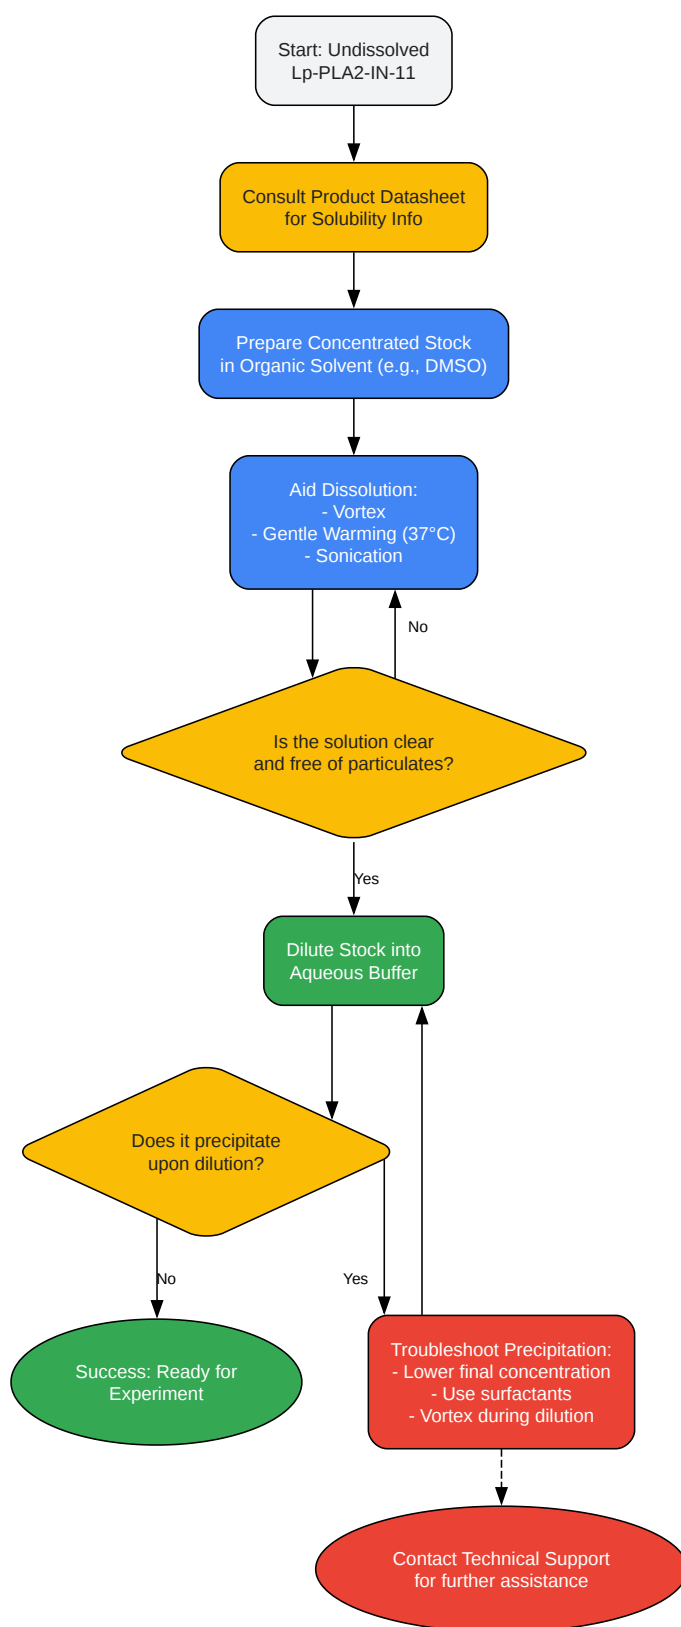 Start: Undissolved
Lp-PLA2-IN-11
Consult Product Datasheet
for Solubility Info
Prepare Concentrated Stock
in Organic Solvent (e.g., DMSO)
Aid Dissolution:
- Vortex
- Gentle Warming (37°C)
- Sonication
No
Is the solution clear
and free of particulates?
Yes
Dilute Stock into
Aqueous Buffer
Does it precipitate
upon dilution?
No
Yes
Success: Ready for
Experiment
Troubleshoot Precipitation:
- Lower final concentration
- Use surfactants
- Vortex during dilution
Contact Technical Support
for further assistance